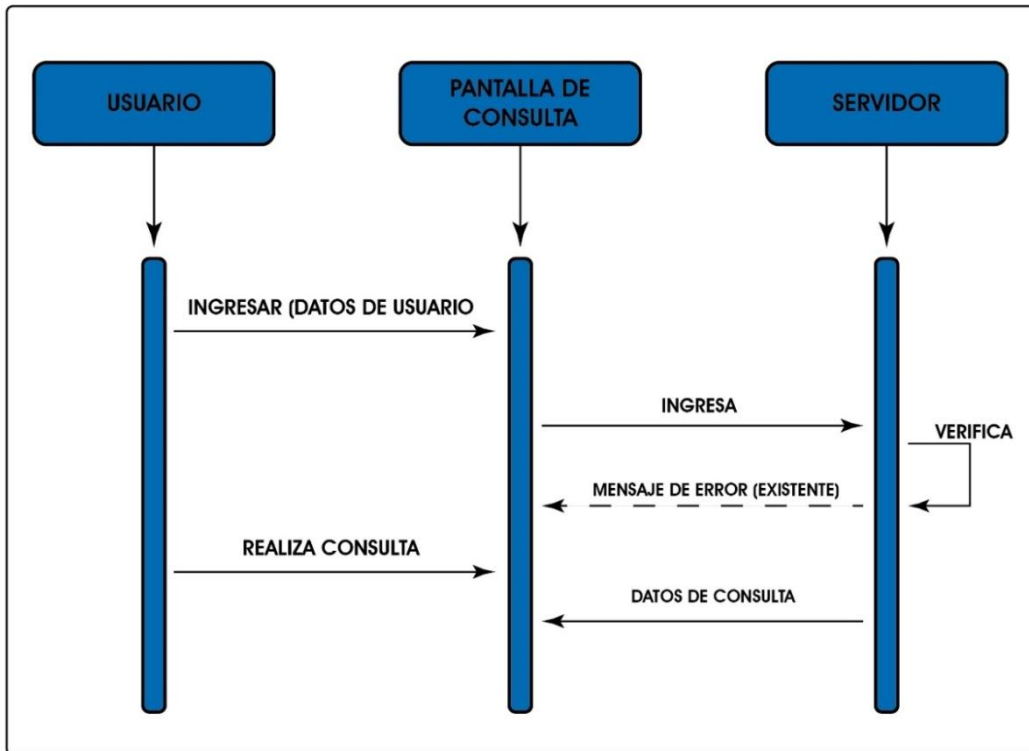 USUARIO
PANTALLA DE
CONSULTA
SERVIDOR
INGRESAR (DATOS DE USUARIO
INGRESA
VERIFICA
MENSAJE DE ERROR (EXISTENTE)
REALIZA CONSULTA
DATOS DE CONSULTA